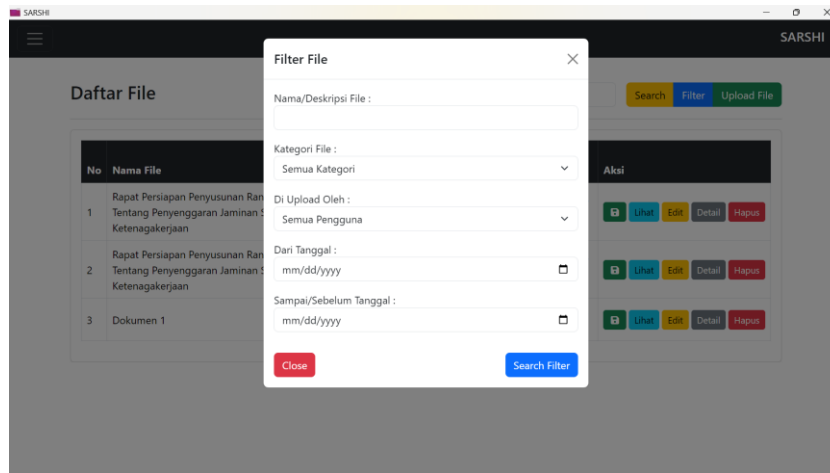 SARSHI
SARSHI
Filter File
Daftar File
Search Filter Upload File
Nama/Deskripsi File :
Kategori File :
Semua Kategori
No Nama File Aksi
Di Upload Oleh :
Semua Pengguna
Rapat Persiapan Penyusunan Ran
1 Tentang Penyenggaran Jaminan S
Ketenagakerjaan
Lihat Edit Detail Hapus
Dari Tanggal :
mm/dd/yyyy
Rapat Persiapan Penyusunan Ran
2 Tentang Penyenggaran Jaminan S
Ketenagakerjaan
Lihat Edit Detail Hapus
Sampai/Sebelum Tanggal :
mm/dd/yyyy
3 Dokumen 1
Lihat Edit Detail Hapus
Close Search Filter